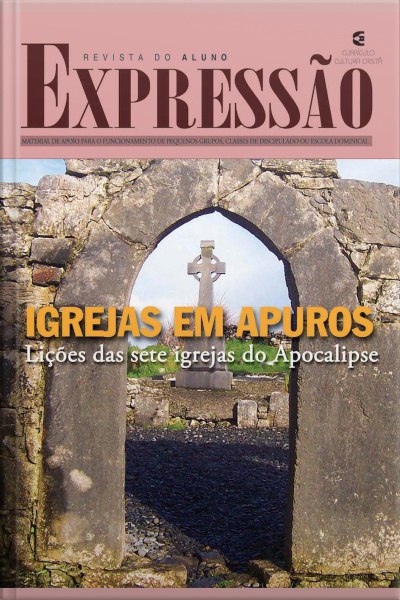 REVISTA DO ALUNO
CURRÍCULO
CULTURA CRISTÃ
EXPRESSÃO
MATERIAL DE APOIO PARA O FUNCIONAMENTO DE PEQUENOS GRUPOS, CLASSES DE DISCIPULADO OU ESCOLA DOMINICAL
IGREJAS EM APUROS
Lições das sete igrejas do Apocalipse